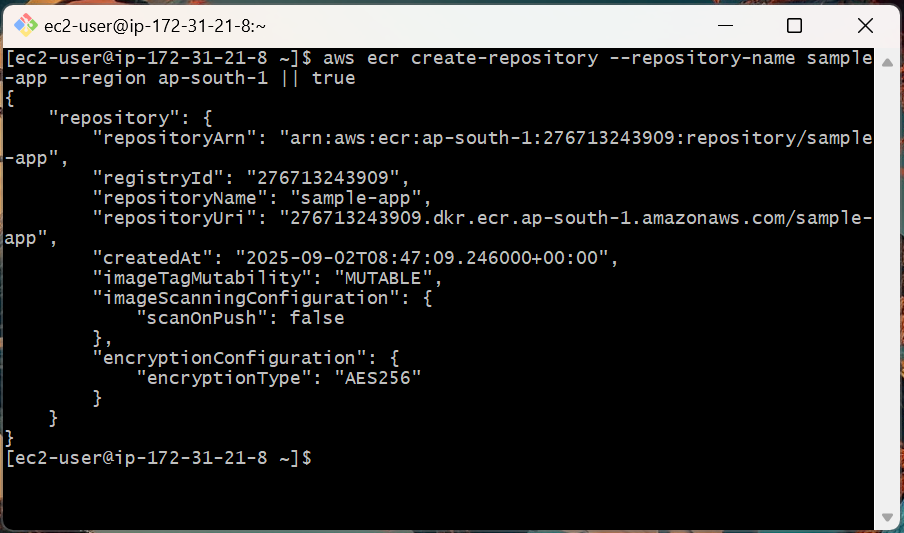 ec2-user@ip-172-31-21-8:~
[ec2-user@ip-172-31-21-8 ~]$ aws ecr create-repository --repository-name sample
-app --region ap-south-1 || true
{
    "repository": {
        "repositoryArn": "arn:aws:ecr:ap-south-1:276713243909:repository/sample
-app",
        "registryId": "276713243909",
        "repositoryName": "sample-app",
        "repositoryUri": "276713243909.dkr.ecr.ap-south-1.amazonaws.com/sample-
app",
        "createdAt": "2025-09-02T08:47:09.246000+00:00",
        "imageTagMutability": "MUTABLE",
        "imageScanningConfiguration": {
            "scanOnPush": false
        },
        "encryptionConfiguration": {
            "encryptionType": "AES256"
        }
    }
}
[ec2-user@ip-172-31-21-8 ~]$